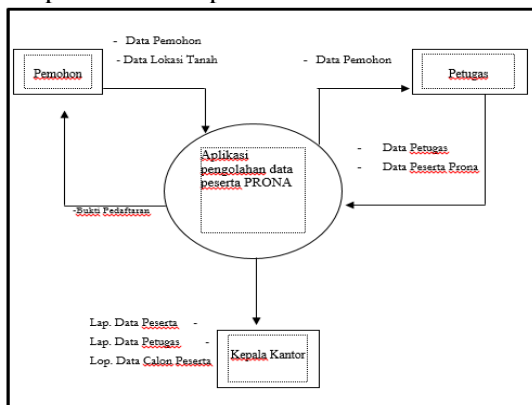 - Data Pemohon
- Data Lokasi Tanah
- Data Pemohon
Pemohon
Petugas
- Data Petugas
- Data Peserta Prona
Aplikasi
pengolahan data
peserta PRONA
-Bukti Pedaftaran
Lap. Data Peserta -
Lap. Data Petugas -
Lop. Data Calon Peserta
Kepala Kantor